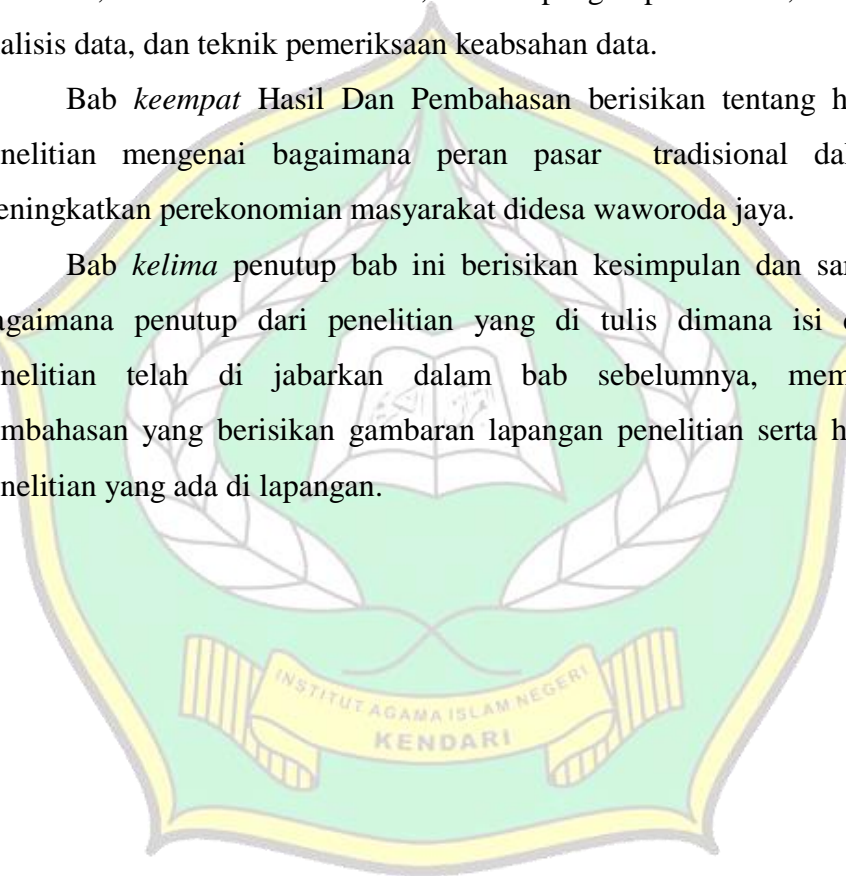 alisis data, dan teknik pemeriksaan keabsahan data.
Bab keempat Hasil Dan Pembahasan berisikan tentang h
nelitian mengenai bagaimana peran pasar tradisional dal
eningkatkan perekonomian masyarakat didesa waworoda jaya.
Bab kelima penutup bab ini berisikan kesimpulan dan sar
agaimana penutup dari penelitian yang di tulis dimana isi
nelitian telah di jabarkan dalam bab sebelumnya, mem
mbahasan yang berisikan gambaran lapangan penelitian serta h
nelitian yang ada di lapangan.
INSTITUT AGAMA ISLAM NEGERI
KENDARI